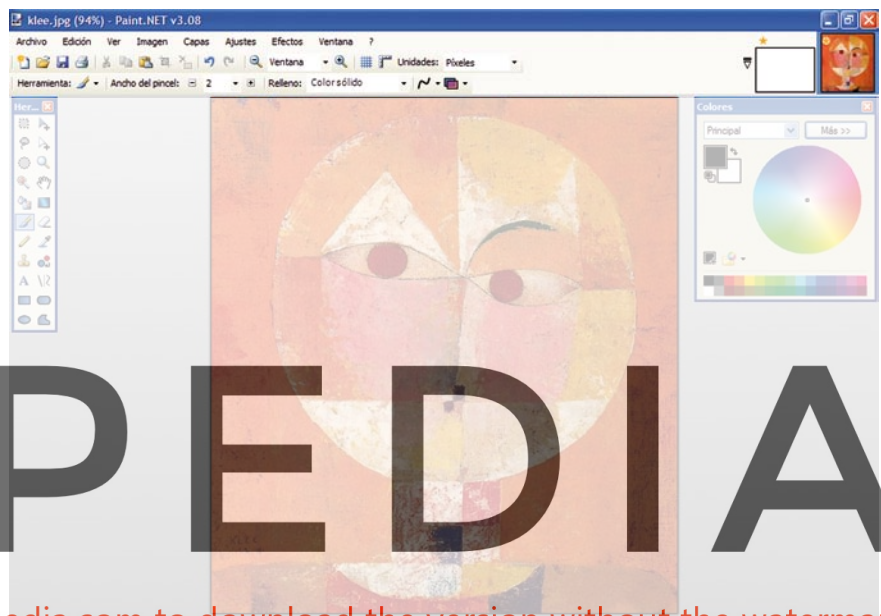 klee.jpg (94%) - Paint.NET v3.08
Archivo Edición Ver Imagen Capas Ajustes Efectos Ventana ?
Ventana Unidades: Píxeles
Herramienta: Ancho del pincel: 2 Relleno: Color sólido
Her...
Colores
Principal Más >>
PEDIA
edia.com to download the version without the waterma